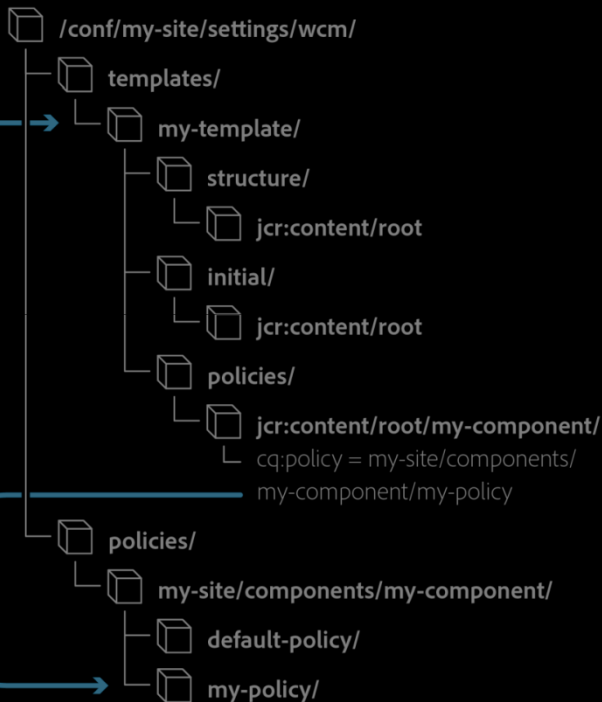 /conf/my-site/settings/wcm/
templates/
my-template/
structure/
jcr:content/root
initial/
jcr:content/root
policies/
jcr:content/root/my-component/
cq:policy = my-site/components/
my-component/my-policy
policies/
my-site/components/my-component/
default-policy/
my-policy/